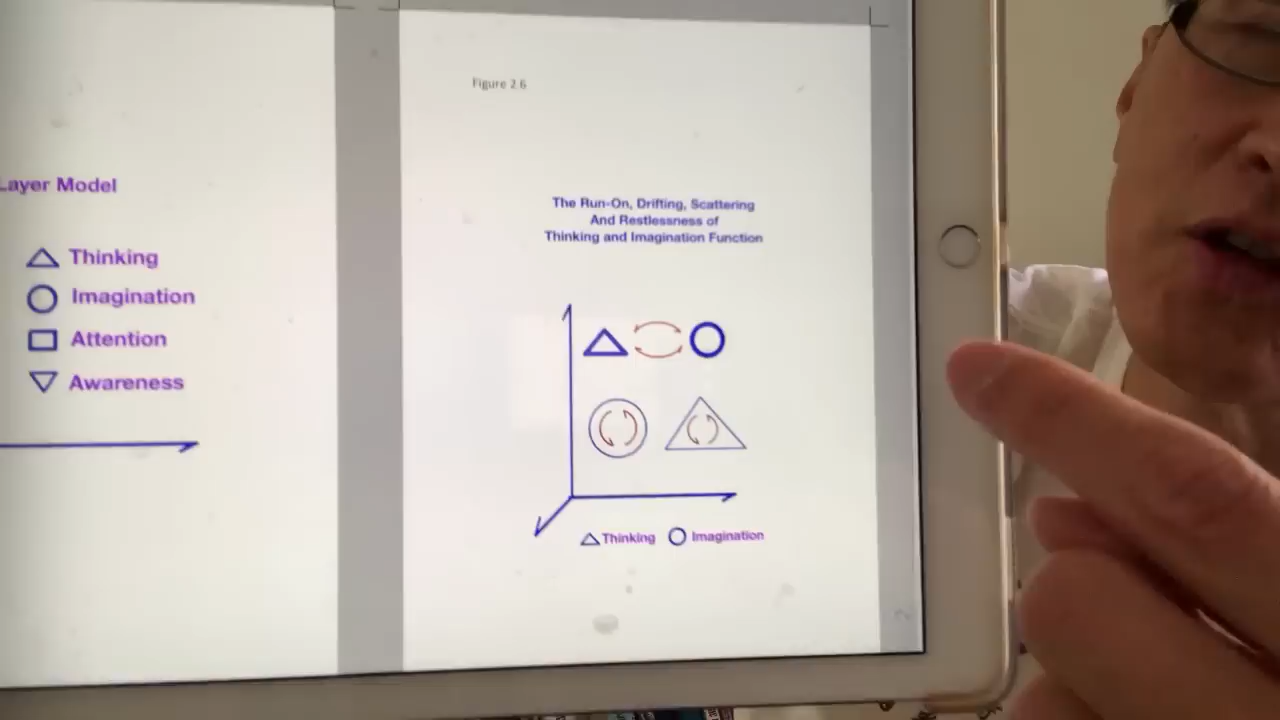 Layer Model
Thinking
Imagination
Attention
Awareness
Figure 2.6
The Run-On, Drifting, Scattering
And Restlessness of
Thinking and Imagination Function
Thinking Imagination